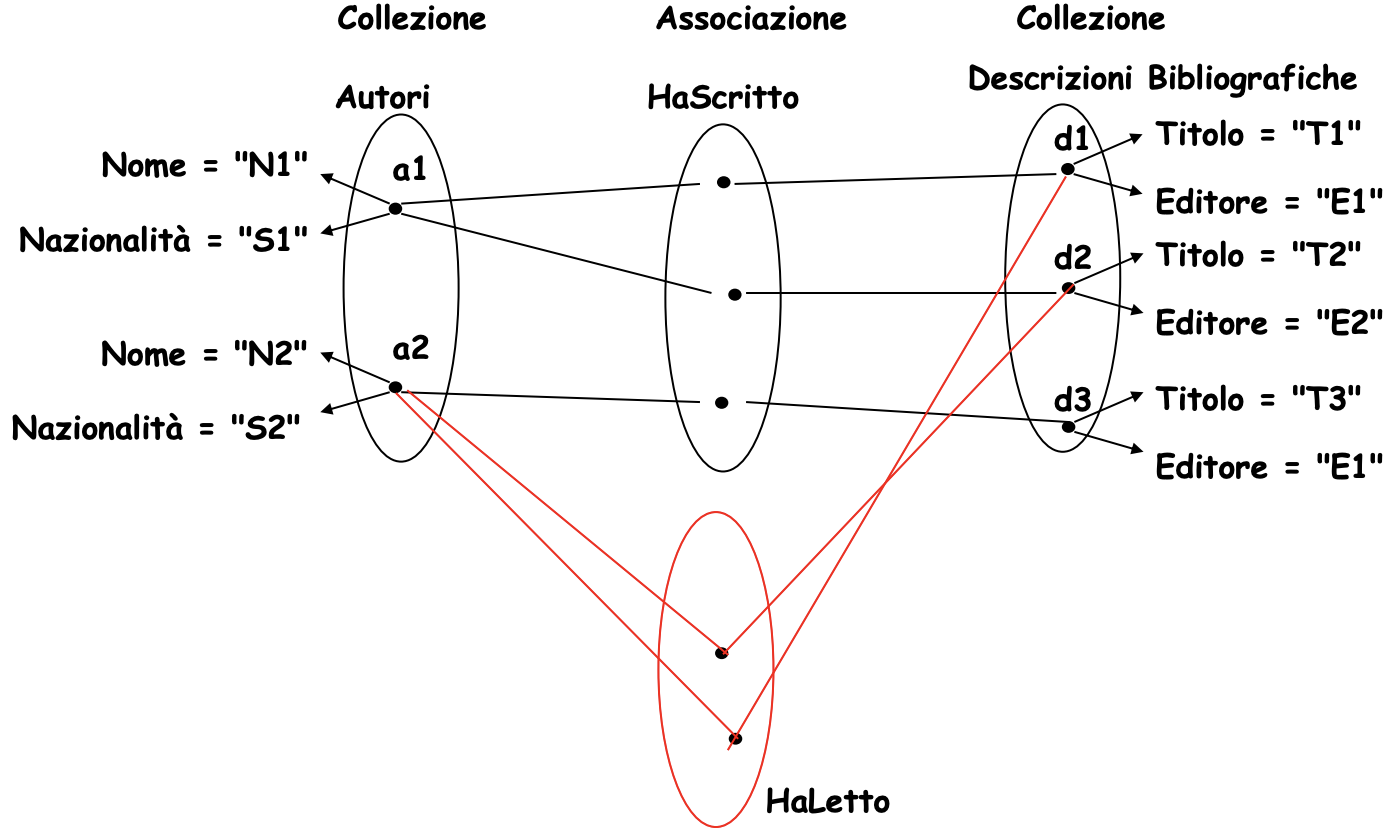 Collezione
Associazione
Collezione
Autori
HaScritto
Descrizioni Bibliografiche
Nome = "N1"
a1
d1
Titolo = "T1"
Nazionalità = "S1"
Editore = "E1"
d2
Titolo = "T2"
Editore = "E2"
Nome = "N2"
a2
d3
Titolo = "T3"
Nazionalità = "S2"
Editore = "E1"
HaLetto